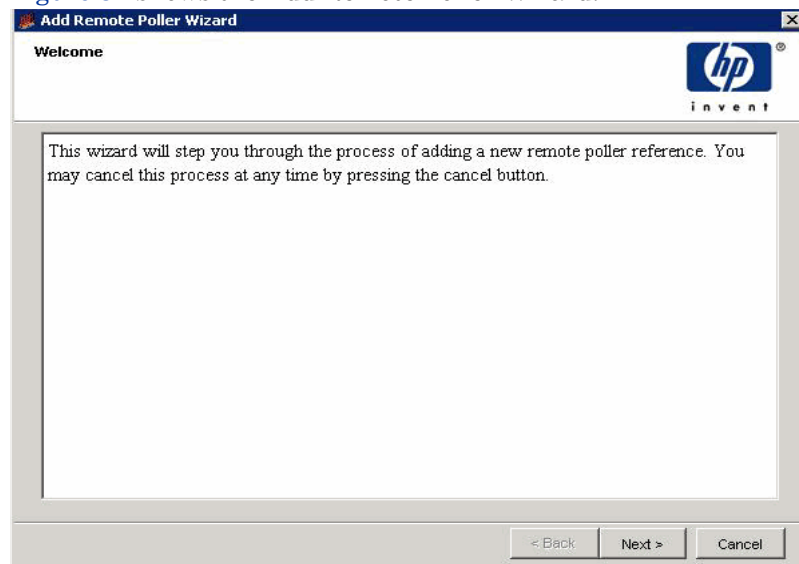 Add Remote Poller Wizard
Welcome
hp
®
invent
This wizard will step you through the process of adding a new remote poller reference. You
may cancel this process at any time by pressing the cancel button.
< Back
Next >
Cancel